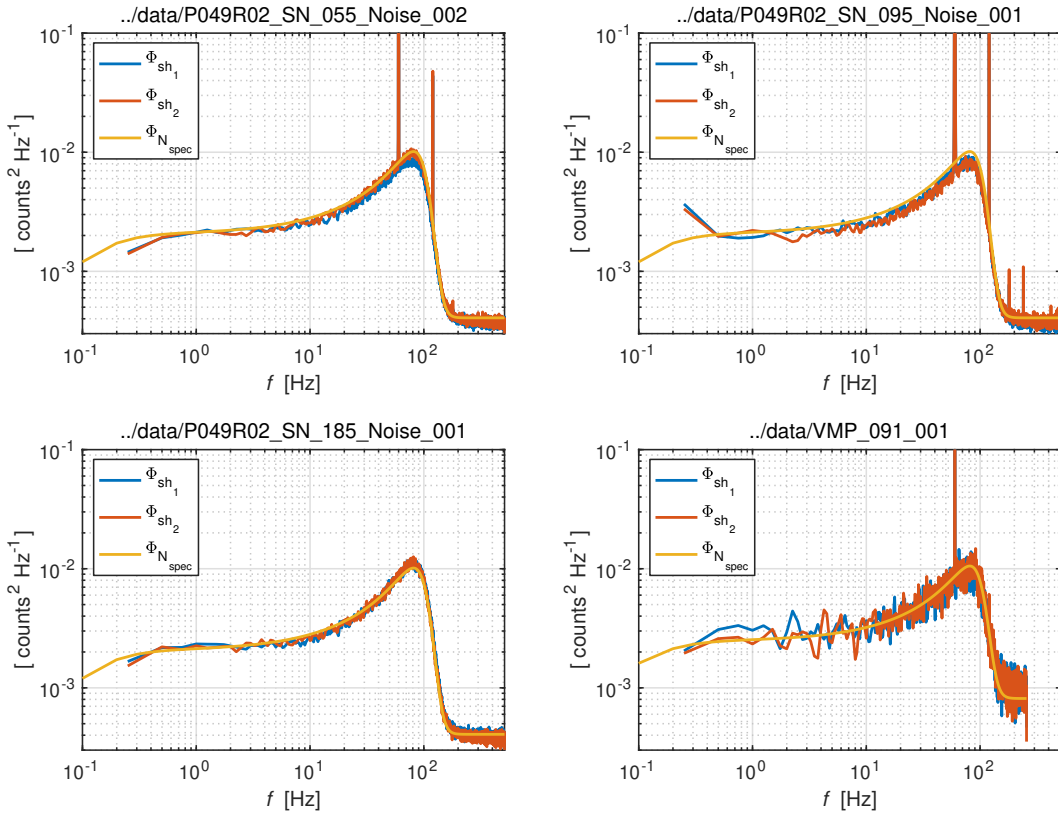 ../data/P049R02_SN_055_Noise_002
[ counts² Hz⁻¹ ]
10⁻¹
10⁻²
10⁻³
Φsh₁
Φsh₂
ΦNspec
10⁻¹ 10⁰ 10¹ 10²
f [Hz]
../data/P049R02_SN_095_Noise_001
[ counts² Hz⁻¹ ]
10⁻¹
10⁻²
10⁻³
Φsh₁
Φsh₂
ΦNspec
10⁻¹ 10⁰ 10¹ 10²
f [Hz]
../data/P049R02_SN_185_Noise_001
[ counts² Hz⁻¹ ]
10⁻¹
10⁻²
10⁻³
Φsh₁
Φsh₂
ΦNspec
10⁻¹ 10⁰ 10¹ 10²
f [Hz]
../data/VMP_091_001
[ counts² Hz⁻¹ ]
10⁻¹
10⁻²
10⁻³
Φsh₁
Φsh₂
ΦNspec
10⁻¹ 10⁰ 10¹ 10²
f [Hz]